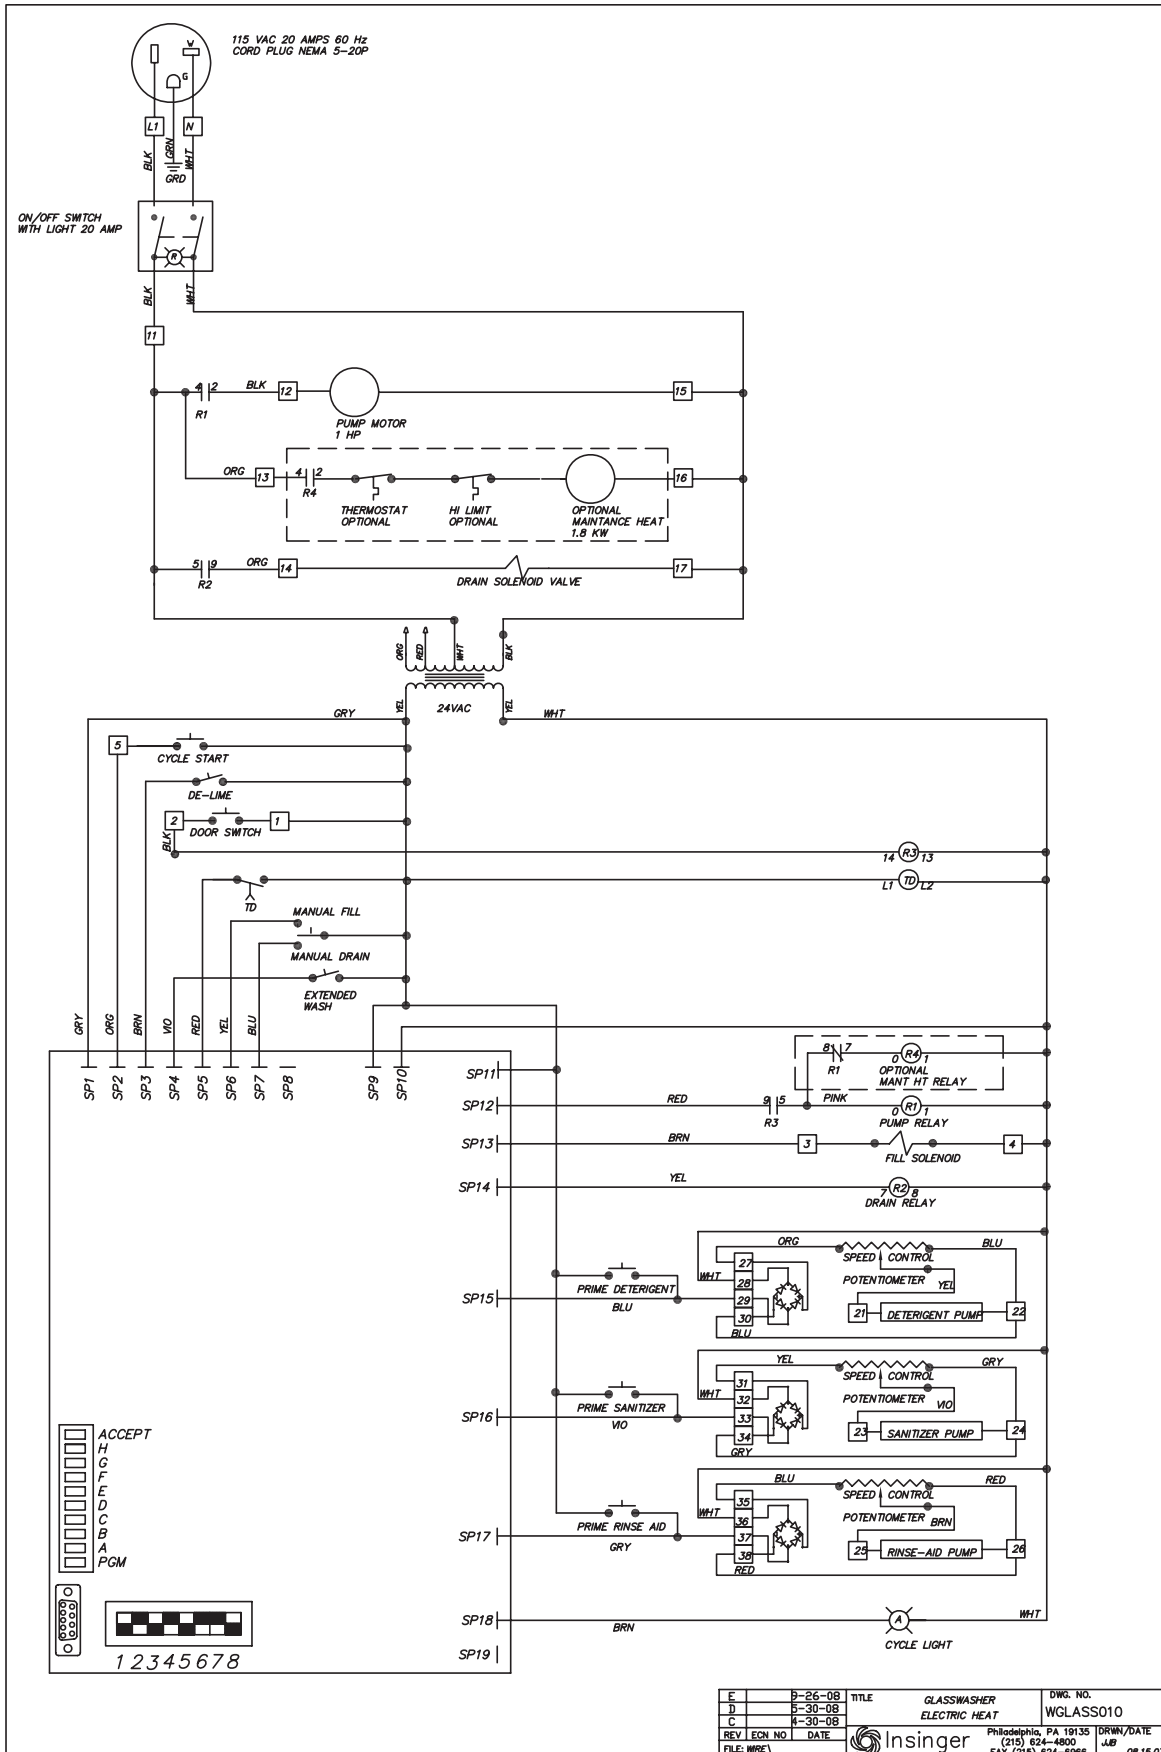 115 VAC 20 AMPS 60 Hz
CORD PLUG NEMA 5-20P
W
G
L1
N
BLK
GRN
WHT
GRD
ON/OFF SWITCH
WITH LIGHT 20 AMP
R
BLK
WHT
11
4 2
R1
BLK
12
PUMP MOTOR
1 HP
15
ORG
13
4 2
R4
THERMOSTAT
OPTIONAL
HI LIMIT
OPTIONAL
OPTIONAL
MAINTANCE HEAT
1.8 KW
16
5 9
R2
ORG
14
DRAIN SOLENOID VALVE
17
ORG
RED
WHT
BLK
YEL
24VAC
YEL
GRY
WHT
5
CYCLE START
DE-LIME
2
DOOR SWITCH
1
BLK
14 R3 13
L1 TD L2
TD
MANUAL FILL
MANUAL DRAIN
EXTENDED
WASH
GRY
ORG
BRN
VIO
RED
YEL
BLU
SP1
SP2
SP3
SP4
SP5
SP6
SP7
SP8
SP9
SP10
SP11
8 7
R1
0 R4 1
OPTIONAL
MANT HT RELAY
SP12
RED
9 5
R3
PINK
0 R1 1
PUMP RELAY
SP13
BRN
3
FILL SOLENOID
4
SP14
YEL
7 R2 8
DRAIN RELAY
ORG
SPEED CONTROL
BLU
27
WHT
28
POTENTIOMETER
YEL
PRIME DETERIGENT
SP15
BLU
29
30
BLU
21
DETERIGENT PUMP
22
YEL
SPEED CONTROL
GRY
31
WHT
32
POTENTIOMETER
VIO
PRIME SANITIZER
SP16
VIO
33
34
GRY
23
SANITIZER PUMP
24
BLU
SPEED CONTROL
RED
35
WHT
36
POTENTIOMETER
BRN
PRIME RINSE AID
SP17
GRY
37
38
RED
25
RINSE-AID PUMP
26
SP18
BRN
A
WHT
CYCLE LIGHT
SP19
ACCEPT
H
G
F
E
D
C
B
A
PGM
1 2 3 4 5 6 7 8
E 9-26-08
D 5-30-08
C 4-30-08
REV ECN NO DATE
FILE: WIRE\
TITLE
GLASSWASHER
ELECTRIC HEAT
DWG. NO.
WGLASS010
Insinger
Philadelphia, PA 19135
(215) 624-4800
DRWN/DATE
JJB